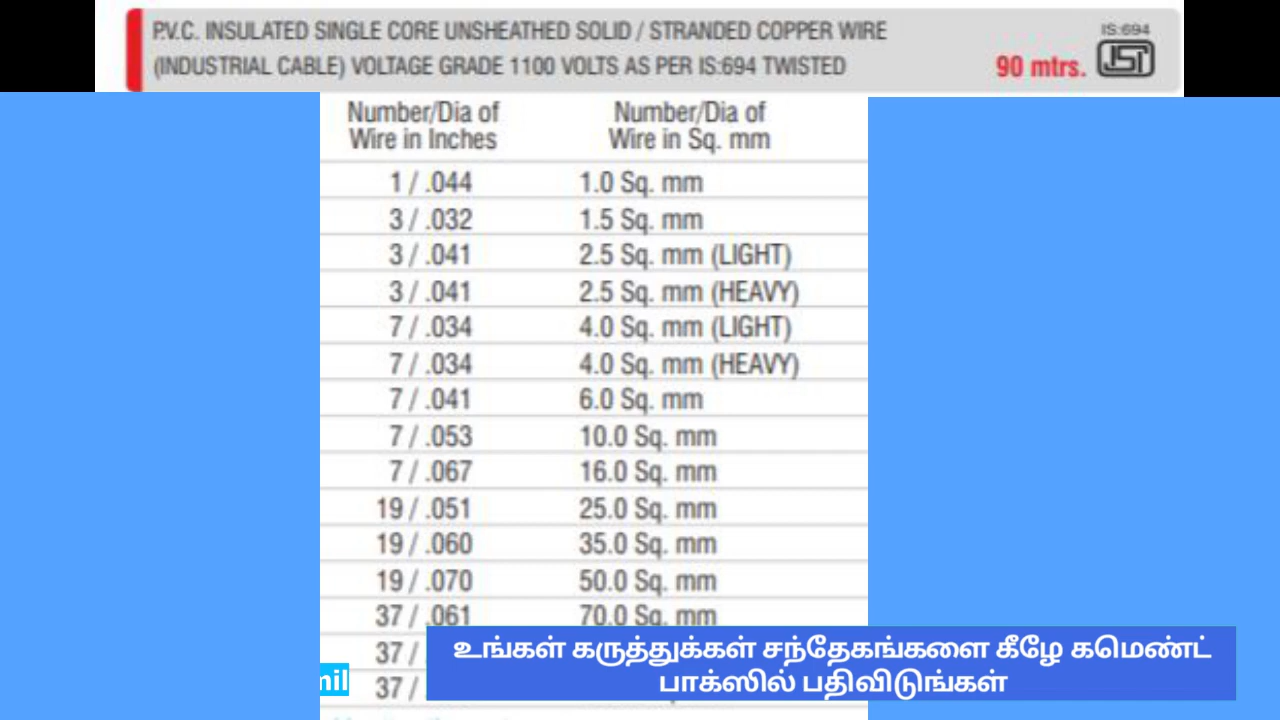 P.V.C. INSULATED SINGLE CORE UNSHEATHED SOLID / STRANDED COPPER WIRE
(INDUSTRIAL CABLE) VOLTAGE GRADE 1100 VOLTS AS PER IS:694 TWISTED
90 mtrs.
IS:694
ISI
Number/Dia of Wire in Inches Number/Dia of Wire in Sq. mm
1 / .044 1.0 Sq. mm
3 / .032 1.5 Sq. mm
3 / .041 2.5 Sq. mm (LIGHT)
3 / .041 2.5 Sq. mm (HEAVY)
7 / .034 4.0 Sq. mm (LIGHT)
7 / .034 4.0 Sq. mm (HEAVY)
7 / .041 6.0 Sq. mm
7 / .053 10.0 Sq. mm
7 / .067 16.0 Sq. mm
19 / .051 25.0 Sq. mm
19 / .060 35.0 Sq. mm
19 / .070 50.0 Sq. mm
37 / .061 70.0 Sq. mm
37 /
37 /
உங்கள் கருத்துக்கள் சந்தேகங்களை கீழே கமெண்ட்
பாக்ஸில் பதிவிடுங்கள்